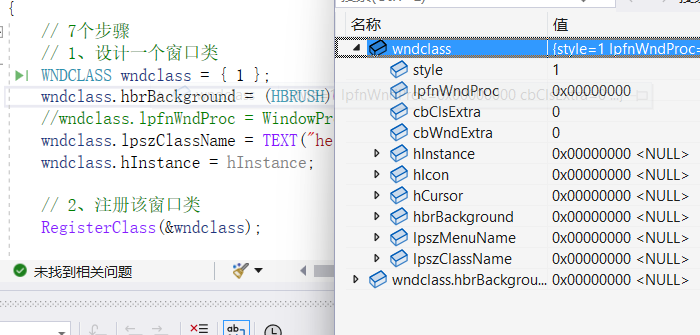 {
// 7个步骤
// 1、设计一个窗口类
WNDCLASS wndclass = { 1 };
wndclass.hbrBackground = (HBRUSH)
//wndclass.lpfnWndProc = WindowPr
wndclass.lpszClassName = TEXT("he
wndclass.hInstance = hInstance;
// 2、注册该窗口类
RegisterClass(&wndclass);
未找到相关问题
ab
名称 值
wndclass {style=1 lpfnWndProc=
style 1
lpfnWndProc 0x00000000
cbClsExtra 0
cbWndExtra 0
hInstance 0x00000000 <NULL>
hIcon 0x00000000 <NULL>
hCursor 0x00000000 <NULL>
hbrBackground 0x00000000 <NULL>
lpszMenuName 0x00000000 <NULL>
lpszClassName 0x00000000 <NULL>
wndclass.hbrBackgrou... 0x00000000 <NULL>